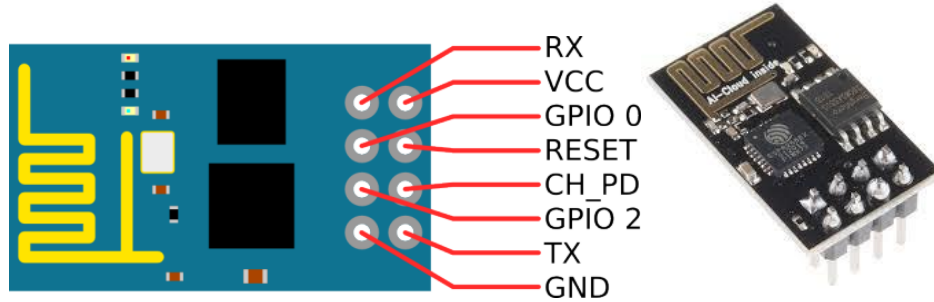 RX
VCC
GPIO 0
RESET
CH_PD
GPIO 2
TX
GND
AI-Cloud inside